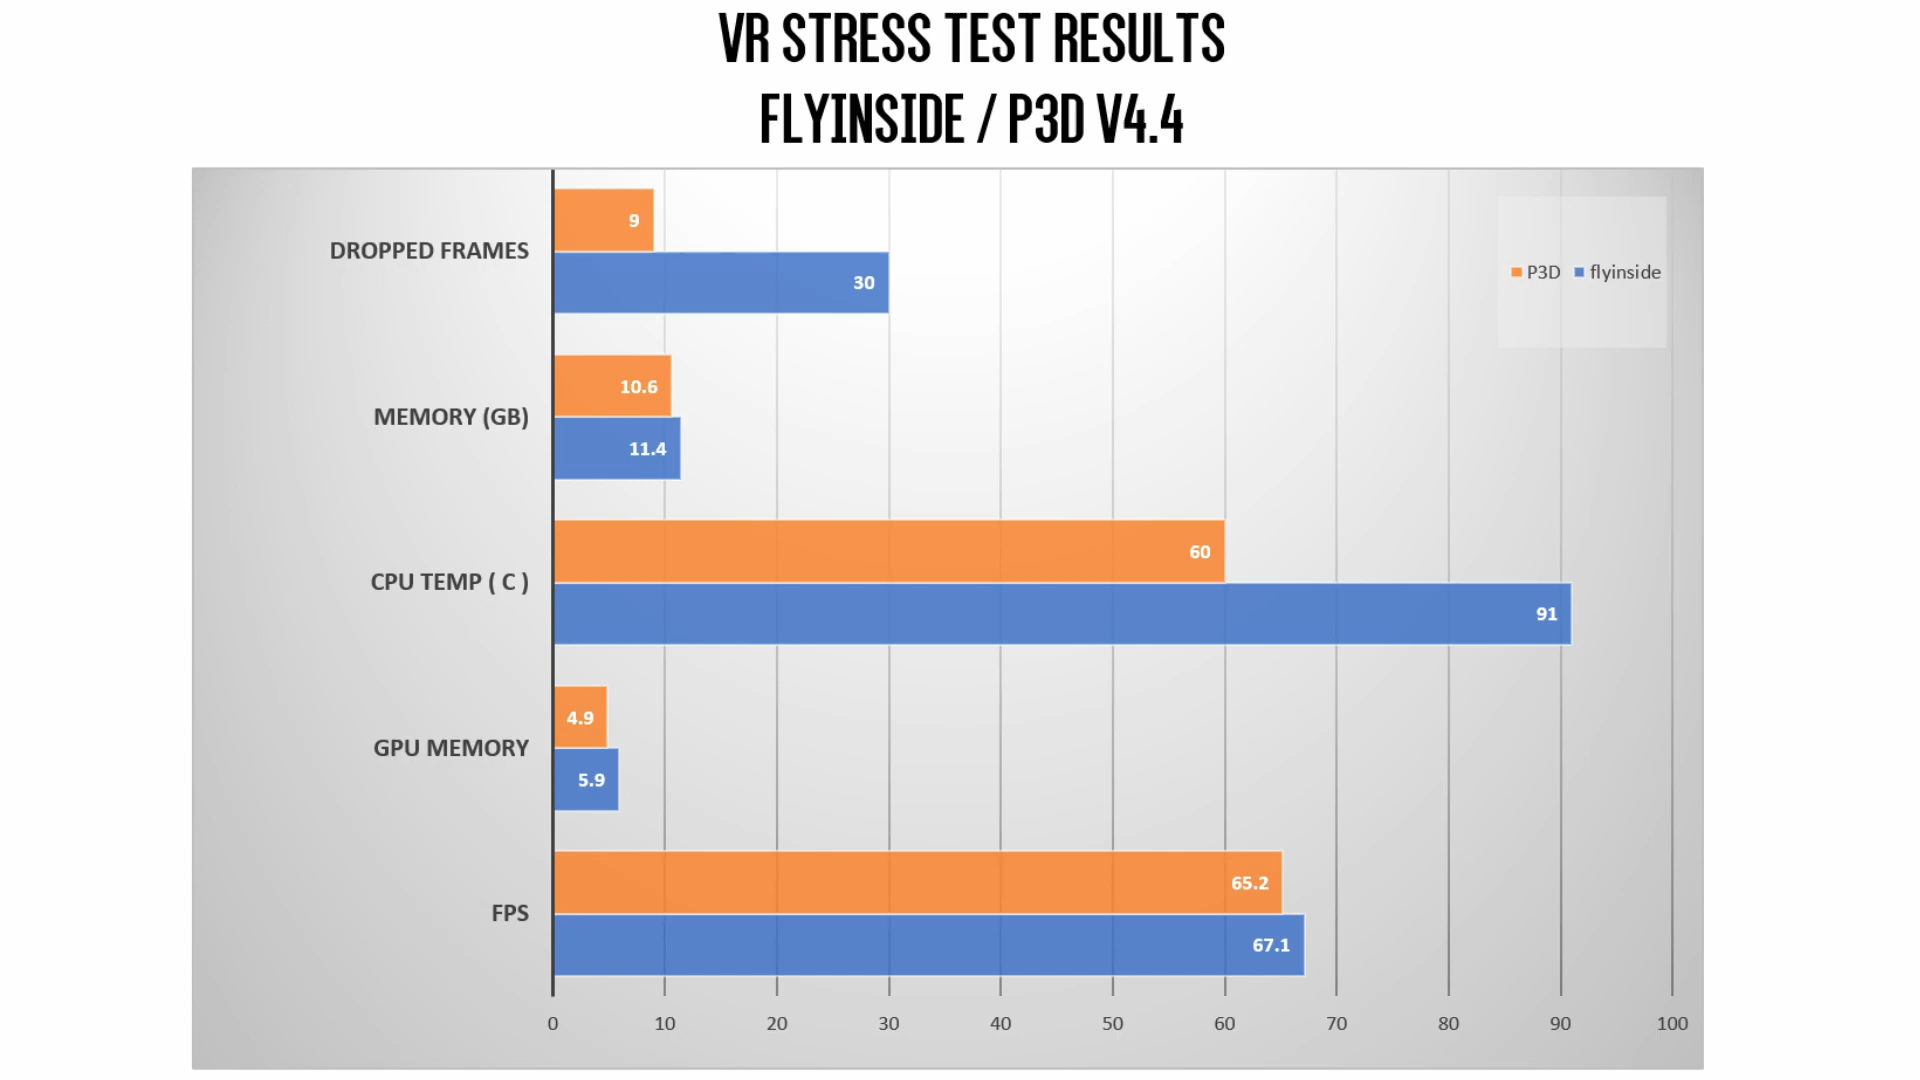 VR STRESS TEST RESULTS
FLYINSIDE / P3D V4.4
P3D flyinside
DROPPED FRAMES
9
30
MEMORY (GB)
10.6
11.4
CPU TEMP ( C )
60
91
GPU MEMORY
4.9
5.9
FPS
65.2
67.1
0 10 20 30 40 50 60 70 80 90 100